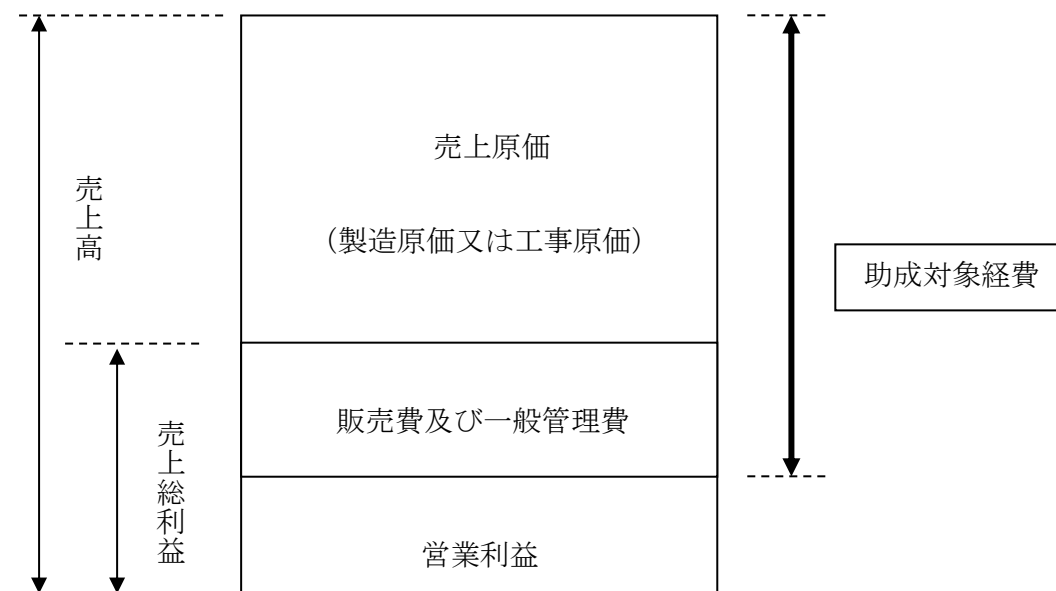 売上原価
（製造原価又は工事原価）
売上高
助成対象経費
販売費及び一般管理費
売上総利益
営業利益